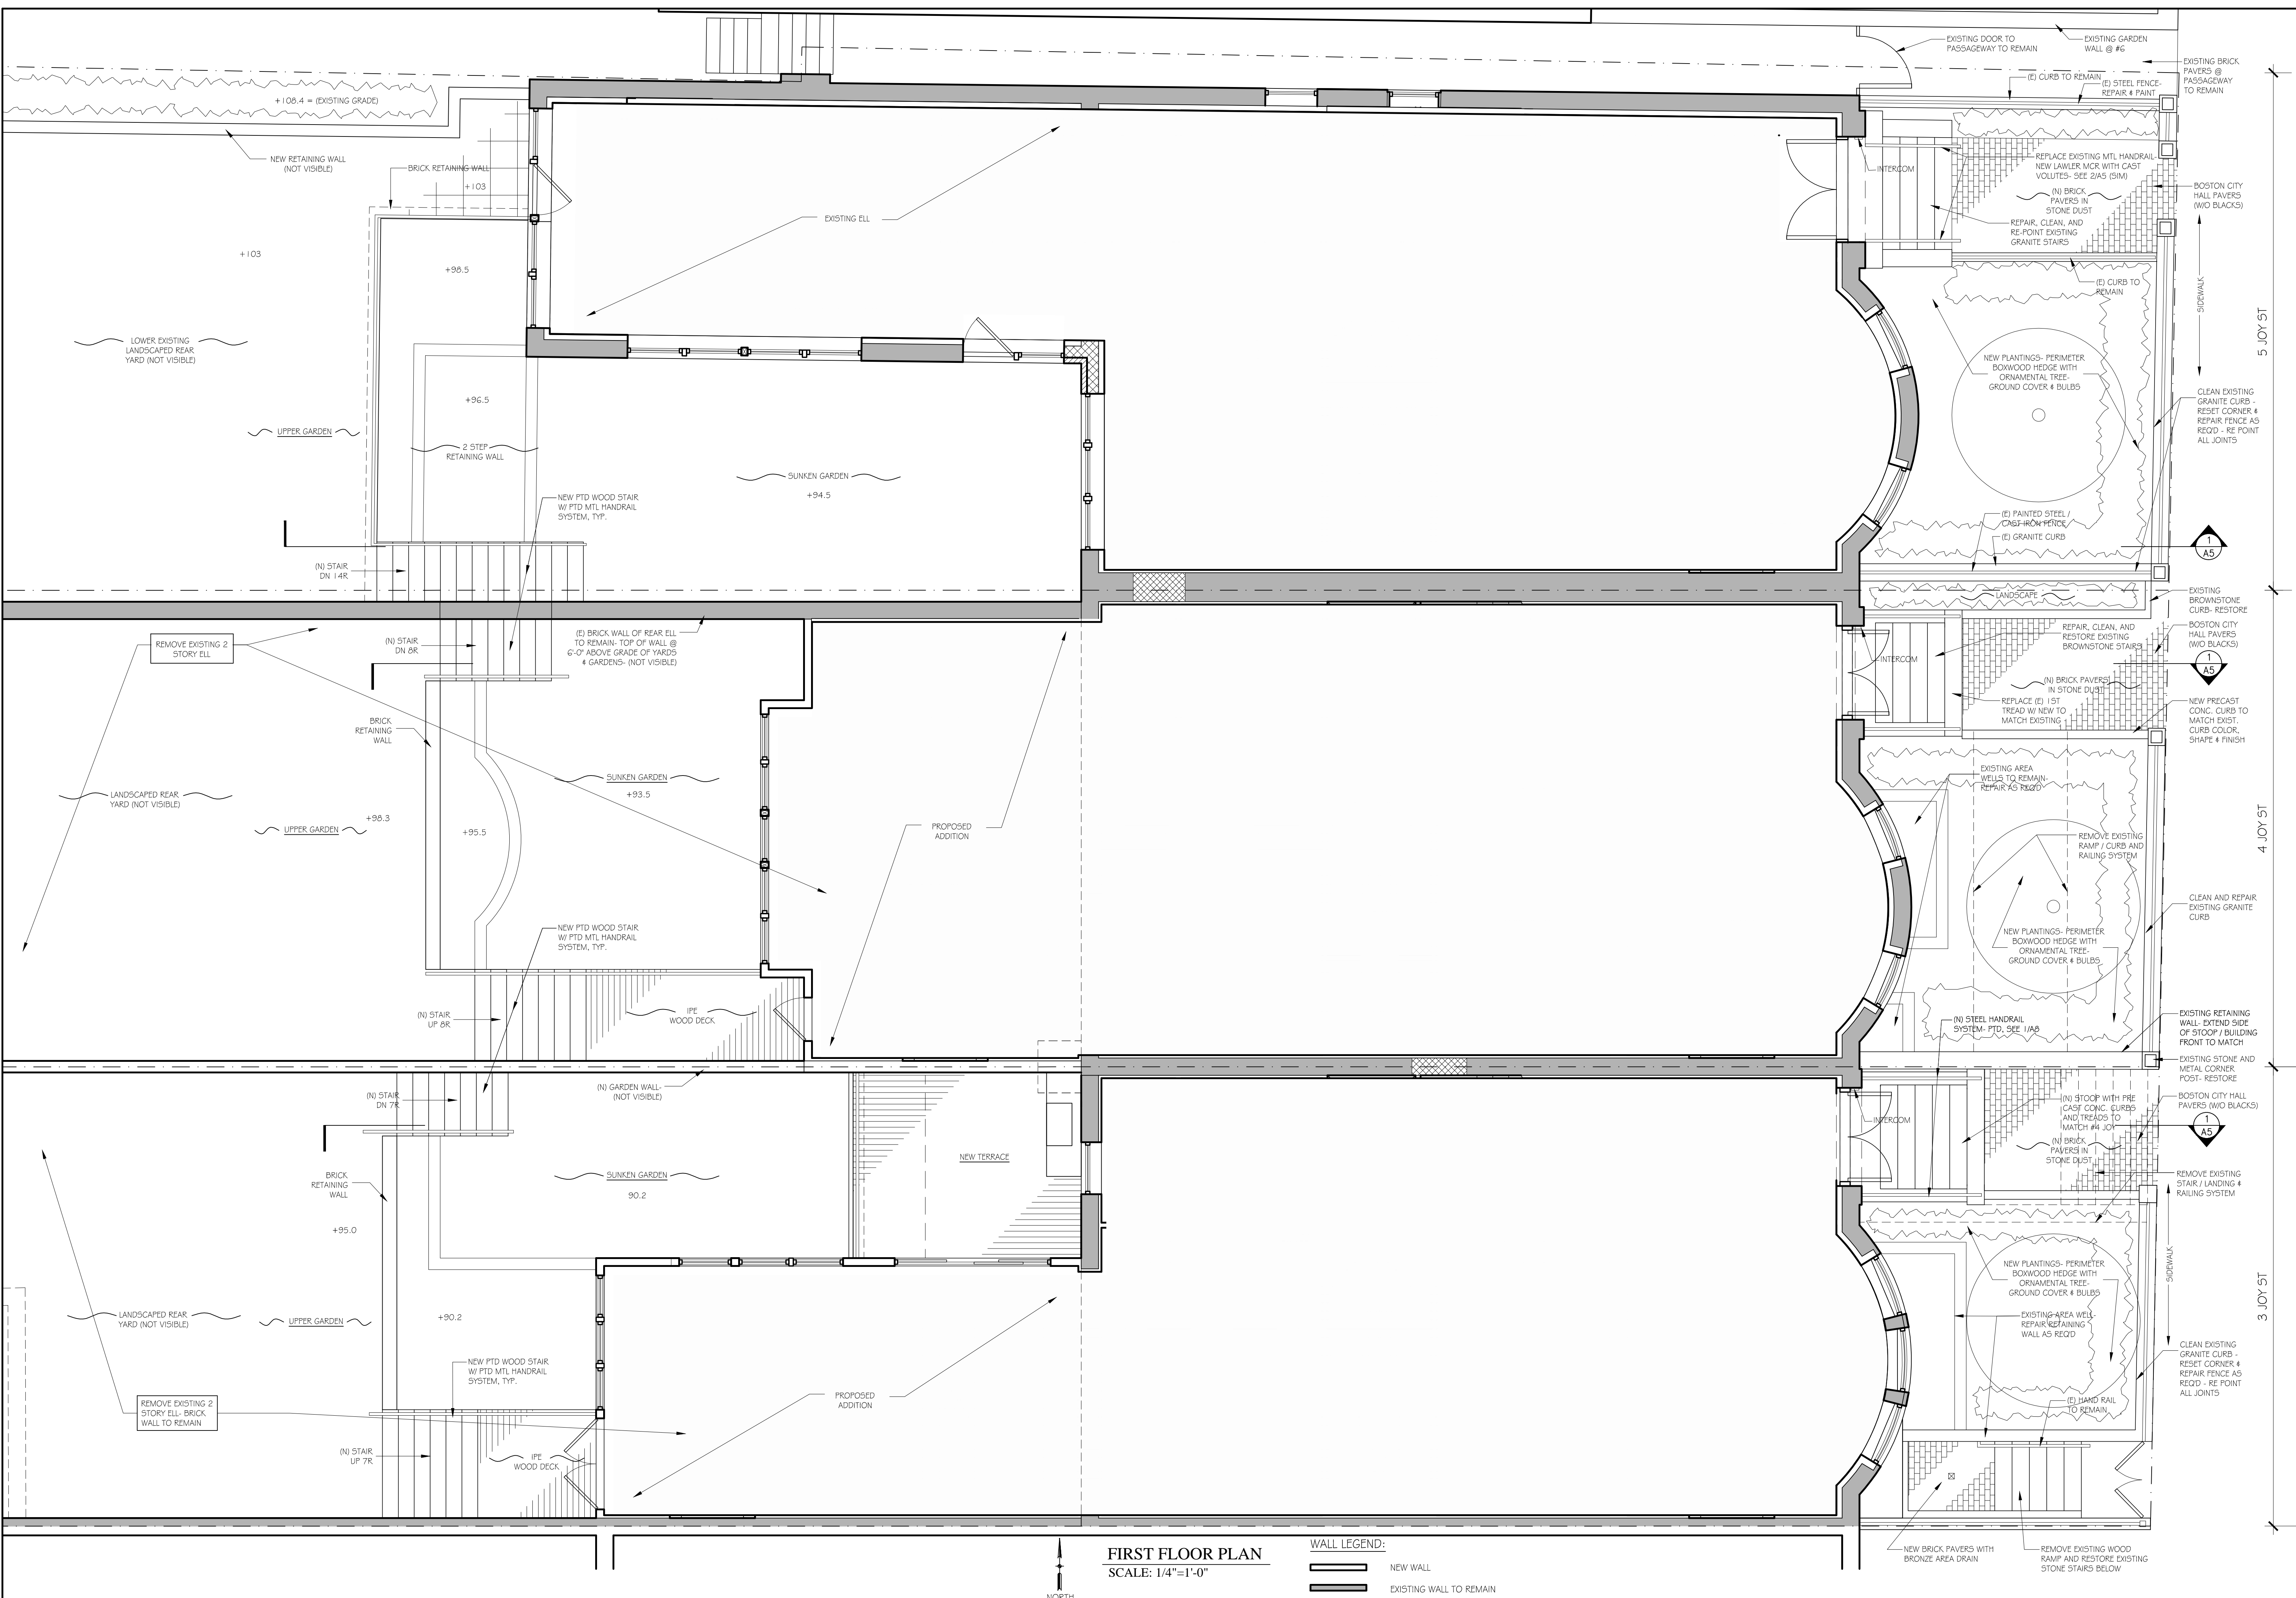 EXISTING DOOR TO
PASSAGEWAY TO REMAIN
EXISTING GARDEN
WALL @ #6
EXISTING BRICK
PAVERS @
PASSAGEWAY
TO REMAIN
(E) CURB TO REMAIN
(E) STEEL FENCE-
REPAIR & PAINT
+108.4 = (EXISTING GRADE)
NEW RETAINING WALL
(NOT VISIBLE)
BRICK RETAINING WALL
+103
EXISTING ELL
INTERCOM
REPLACE EXISTING MTL HANDRAIL-
NEW LAWLER MCR WITH CAST
VOLUTES- SEE 2/A5 (SIM)
(N) BRICK
PAVERS IN
STONE DUST
BOSTON CITY
HALL PAVERS
(W/O BLACKS)
REPAIR, CLEAN, AND
RE-POINT EXISTING
GRANITE STAIRS
+103
+98.5
(E) CURB TO
REMAIN
SIDEWALK
5 JOY ST
LOWER EXISTING
LANDSCAPED REAR
YARD (NOT VISIBLE)
NEW PLANTINGS- PERIMETER
BOXWOOD HEDGE WITH
ORNAMENTAL TREE-
GROUND COVER & BULBS
+96.5
CLEAN EXISTING
GRANITE CURB -
RESET CORNER &
REPAIR FENCE AS
REQ'D - RE POINT
ALL JOINTS
UPPER GARDEN
2 STEP
RETAINING WALL
SUNKEN GARDEN
+94.5
NEW PTD WOOD STAIR
W/ PTD MTL HANDRAIL
SYSTEM, TYP.
(E) PAINTED STEEL /
CAST IRON FENCE
(E) GRANITE CURB
1
A5
(N) STAIR
DN 14R
LANDSCAPE
EXISTING
BROWNSTONE
CURB- RESTORE
REMOVE EXISTING 2
STORY ELL
(N) STAIR
DN 8R
(E) BRICK WALL OF REAR ELL
TO REMAIN- TOP OF WALL @
6'-0" ABOVE GRADE OF YARDS
& GARDENS- (NOT VISIBLE)
INTERCOM
REPAIR, CLEAN, AND
RESTORE EXISTING
BROWNSTONE STAIRS
BOSTON CITY
HALL PAVERS
(W/O BLACKS)
1
A5
(N) BRICK PAVERS
IN STONE DUST
REPLACE (E) 1ST
TREAD W/ NEW TO
MATCH EXISTING
NEW PRECAST
CONC. CURB TO
MATCH EXIST.
CURB COLOR,
SHAPE & FINISH
BRICK
RETAINING
WALL
SUNKEN GARDEN
+93.5
EXISTING AREA
WELLS TO REMAIN-
REPAIR AS REQ'D
LANDSCAPED REAR
YARD (NOT VISIBLE)
+98.3
UPPER GARDEN
+95.5
PROPOSED
ADDITION
REMOVE EXISTING
RAMP / CURB AND
RAILING SYSTEM
4 JOY ST
CLEAN AND REPAIR
EXISTING GRANITE
CURB
NEW PTD WOOD STAIR
W/ PTD MTL HANDRAIL
SYSTEM, TYP.
NEW PLANTINGS- PERIMETER
BOXWOOD HEDGE WITH
ORNAMENTAL TREE-
GROUND COVER & BULBS
(N) STAIR
UP 8R
IPE
WOOD DECK
(N) STEEL HANDRAIL
SYSTEM- PTD, SEE 1/A8
EXISTING RETAINING
WALL- EXTEND SIDE
OF STOOP / BUILDING
FRONT TO MATCH
EXISTING STONE AND
METAL CORNER
POST- RESTORE
(N) STAIR
DN 7R
(N) GARDEN WALL-
(NOT VISIBLE)
INTERCOM
(N) STOOP WITH PRE
CAST CONC. CURBS
AND TREADS TO
MATCH #4 JOY
BOSTON CITY HALL
PAVERS (W/O BLACKS)
1
A5
(N) BRICK
PAVERS IN
STONE DUST
NEW TERRACE
BRICK
RETAINING
WALL
SUNKEN GARDEN
90.2
REMOVE EXISTING
STAIR / LANDING &
RAILING SYSTEM
+95.0
SIDEWALK
NEW PLANTINGS- PERIMETER
BOXWOOD HEDGE WITH
ORNAMENTAL TREE-
GROUND COVER & BULBS
3 JOY ST
LANDSCAPED REAR
YARD (NOT VISIBLE)
UPPER GARDEN
+90.2
EXISTING AREA WELL-
REPAIR RETAINING
WALL AS REQ'D
CLEAN EXISTING
GRANITE CURB -
RESET CORNER &
REPAIR FENCE AS
REQ'D - RE POINT
ALL JOINTS
NEW PTD WOOD STAIR
W/ PTD MTL HANDRAIL
SYSTEM, TYP.
PROPOSED
ADDITION
REMOVE EXISTING 2
STORY ELL- BRICK
WALL TO REMAIN
(E) HAND RAIL
TO REMAIN
(N) STAIR
UP 7R
IPE
WOOD DECK
NEW BRICK PAVERS WITH
BRONZE AREA DRAIN
REMOVE EXISTING WOOD
RAMP AND RESTORE EXISTING
STONE STAIRS BELOW
NORTH
FIRST FLOOR PLAN
SCALE: 1/4"=1'-0"
WALL LEGEND:
NEW WALL
EXISTING WALL TO REMAIN